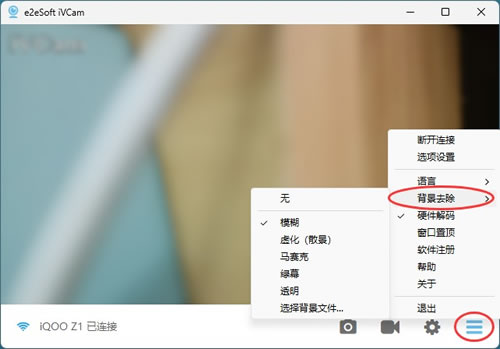 e2eSoft iVCam
断开连接
选项设置
语言
背景去除
硬件解码
窗口置顶
软件注册
帮助
关于
退出
无
模糊
虚化（散景）
马赛克
绿幕
透明
选择背景文件...
iQOO Z1 已连接